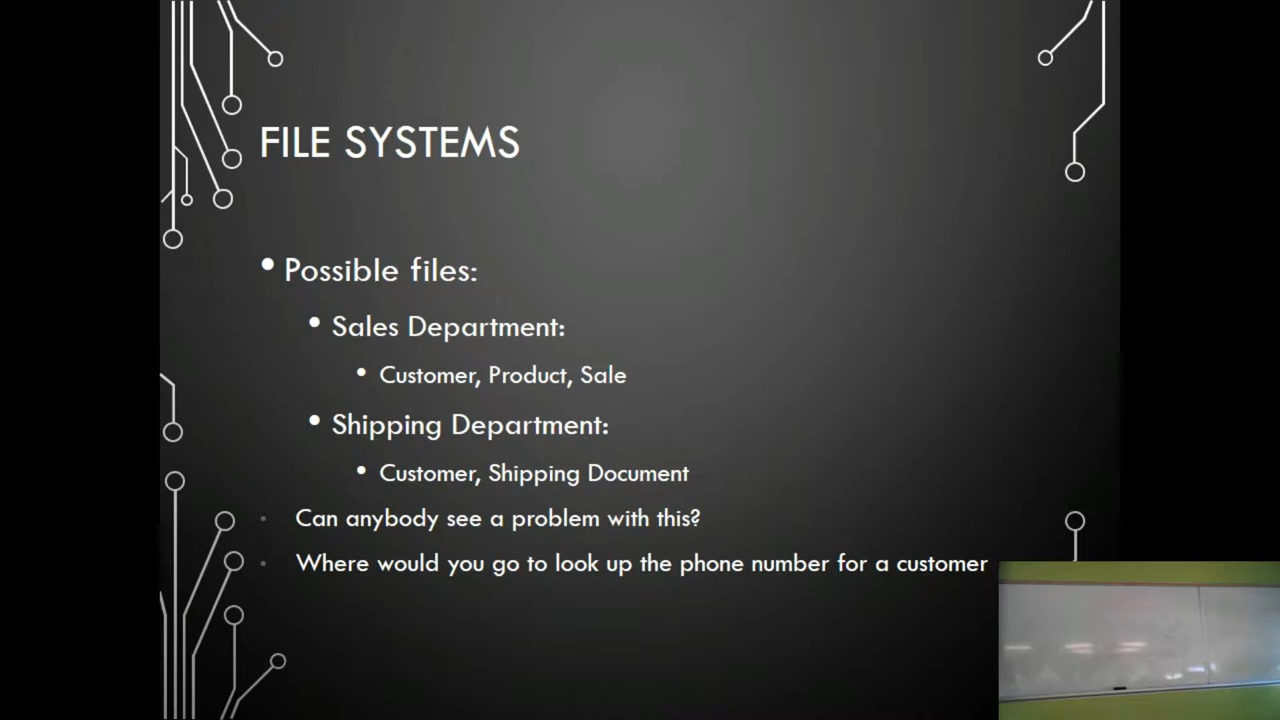 FILE SYSTEMS
• Possible files:
• Sales Department:
• Customer, Product, Sale
• Shipping Department:
• Customer, Shipping Document
• Can anybody see a problem with this?
• Where would you go to look up the phone number for a customer